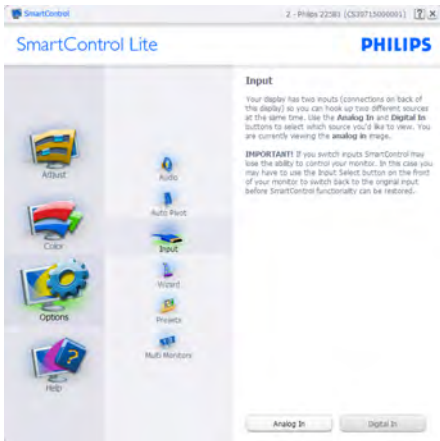 SmartControl
2 - Philips 225B1 (CS30715000001)
SmartControl Lite
PHILIPS
Adjust
Color
Options
Help
Audio
Auto Pivot
Input
Wizard
Presets
Multi Monitors
Input
Your display has two inputs (connections on back of
the display) so you can hook up two different sources
at the same time. Use the Analog In and Digital In
buttons to select which source you'd like to view. You
are currently viewing the analog in image.
IMPORTANT! If you switch inputs SmartControl may
lose the ability to control your monitor. In this case you
may have to use the Input Select button on the front
of your monitor to switch back to the original input
before SmartControl functionality can be restored.
Analog In
Digital In